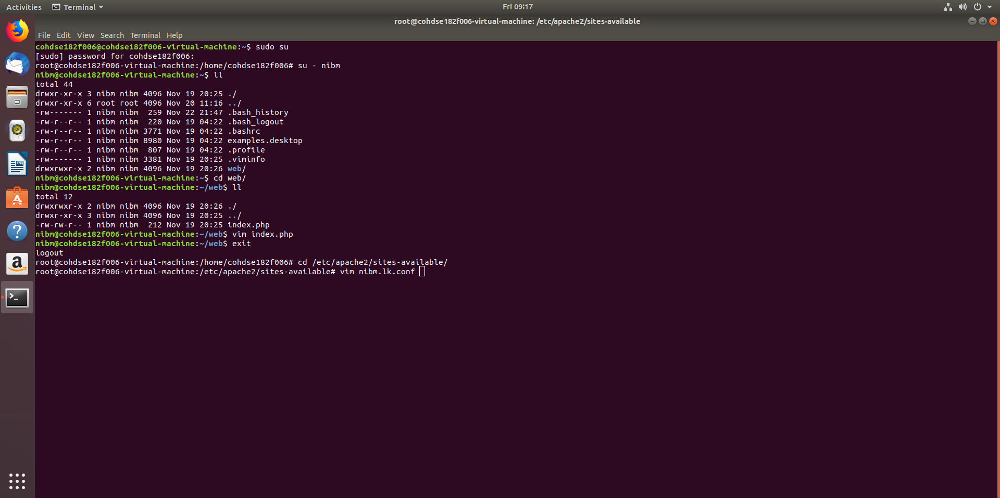 Activities Terminal Fri 09:17
root@cohdse182f006-virtual-machine: /etc/apache2/sites-available
File Edit View Search Terminal Help
cohdse182f006@cohdse182f006-virtual-machine:~$ sudo su
[sudo] password for cohdse182f006:
root@cohdse182f006-virtual-machine:/home/cohdse182f006# su - nibm
nibm@cohdse182f006-virtual-machine:~$ ll
total 44
drwxr-xr-x 3 nibm nibm 4096 Nov 19 20:25 ./
drwxr-xr-x 6 root root 4096 Nov 20 11:16 ../
-rw------- 1 nibm nibm  259 Nov 22 21:47 .bash_history
-rw-r--r-- 1 nibm nibm  220 Nov 19 04:22 .bash_logout
-rw-r--r-- 1 nibm nibm 3771 Nov 19 04:22 .bashrc
-rw-r--r-- 1 nibm nibm 8980 Nov 19 04:22 examples.desktop
-rw-r--r-- 1 nibm nibm  807 Nov 19 04:22 .profile
-rw------- 1 nibm nibm 3381 Nov 19 20:25 .viminfo
drwxrwxr-x 2 nibm nibm 4096 Nov 19 20:26 web/
nibm@cohdse182f006-virtual-machine:~$ cd web/
nibm@cohdse182f006-virtual-machine:~/web$ ll
total 12
drwxrwxr-x 2 nibm nibm 4096 Nov 19 20:26 ./
drwxr-xr-x 3 nibm nibm 4096 Nov 19 20:25 ../
-rw-rw-r-- 1 nibm nibm  212 Nov 19 20:25 index.php
nibm@cohdse182f006-virtual-machine:~/web$ vim index.php
nibm@cohdse182f006-virtual-machine:~/web$ exit
logout
root@cohdse182f006-virtual-machine:/home/cohdse182f006# cd /etc/apache2/sites-available/
root@cohdse182f006-virtual-machine:/etc/apache2/sites-available# vim nibm.lk.conf